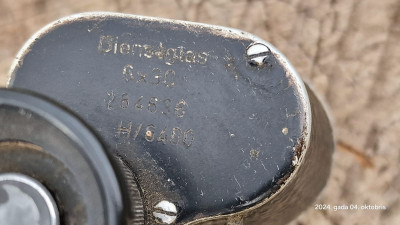 Dienstglas
6x30
H/6400
2024. gada 04. oktobris